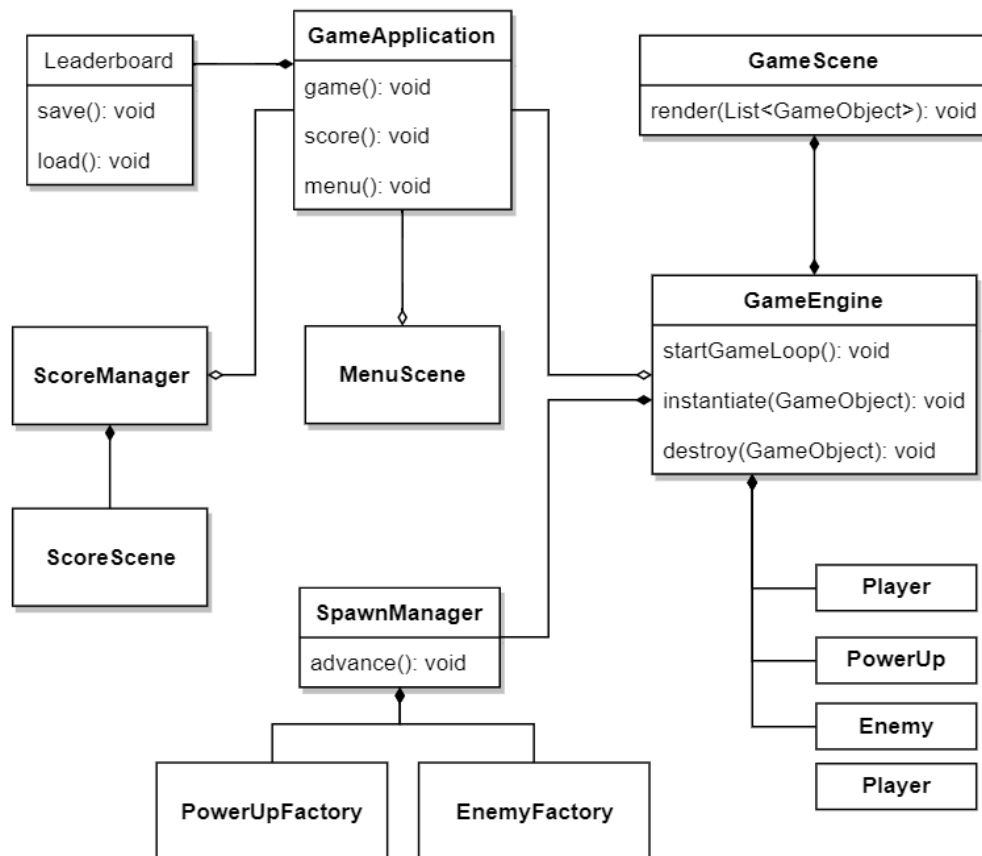 Leaderboard
save(): void
load(): void
GameApplication
game(): void
score(): void
menu(): void
GameScene
render(List<GameObject>): void
ScoreManager
MenuScene
GameEngine
startGameLoop(): void
instantiate(GameObject): void
destroy(GameObject): void
ScoreScene
SpawnManager
advance(): void
Player
PowerUp
Enemy
Player
PowerUpFactory
EnemyFactory